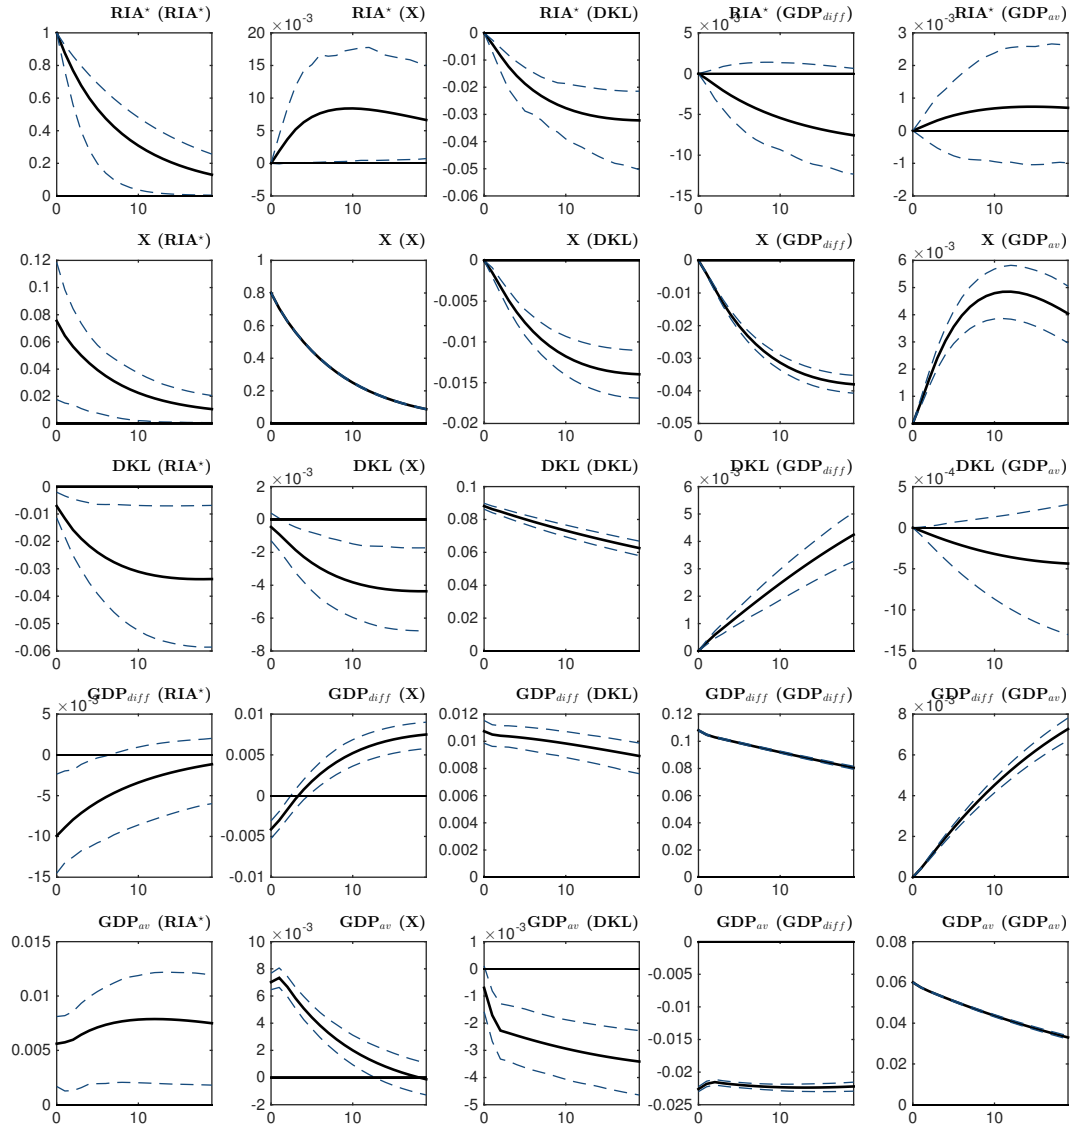 RIA* (RIA*) RIA* (X) RIA* (DKL) RIA* (GDP_diff) RIA* (GDP_av)
×10⁻³ ×10⁻³ ×10⁻³
1 20 0 5 3
0.8 15 -0.01 2
0.6 10 -0.02 0 1
0.4 5 -0.03 -5 0
0.2 0 -0.04 -10 -1
-0.05
0 -5 -0.06 -15 -2
0 10 0 10 0 10 0 10 0 10
X (RIA*) X (X) X (DKL) X (GDP_diff) X (GDP_av)
×10⁻³
0.12 1 0 0 6
0.1 0.8 -0.005 -0.01 5
0.08 0.6 -0.01 -0.02 4
0.06 0.4 -0.015 -0.03 3
0.04 0.2 -0.04 2
0.02 1
0 0 -0.02 -0.05 0
0 10 0 10 0 10 0 10 0 10
DKL (RIA*) DKL (X) DKL (DKL) DKL (GDP_diff) DKL (GDP_av)
×10⁻³ ×10⁻³ ×10⁻⁴
0 2 0.1 6 5
-0.01 0 0.08 5 0
-0.02 -2 0.06 4 -5
-0.03 -4 0.04 3 -10
-0.04 -6 0.02 2
-0.05 1
-0.06 -8 0 0 -15
0 10 0 10 0 10 0 10 0 10
GDP_diff (RIA*) GDP_diff (X) GDP_diff (DKL) GDP_diff (GDP_diff) GDP_diff (GDP_av)
×10⁻³ ×10⁻³
5 0.01 0.012 0.12 8
0 0.005 0.01 0.1 6
-5 0 0.008 0.08 4
-10 -0.005 0.006 0.06 2
0.004 0.04
0.002 0.02
-15 -0.01 0 0 0
0 10 0 10 0 10 0 10 0 10
GDP_av (RIA*) GDP_av (X) GDP_av (DKL) GDP_av (GDP_diff) GDP_av (GDP_av)
×10⁻³ ×10⁻³
0.015 10 1 0 0.08
0.01 8 0 -0.005 0.06
0.005 6 -1 -0.01 0.04
4 -2 -0.015 0.02
2 -3 -0.02
0 -4
0 -2 -5 -0.025 0
0 10 0 10 0 10 0 10 0 10